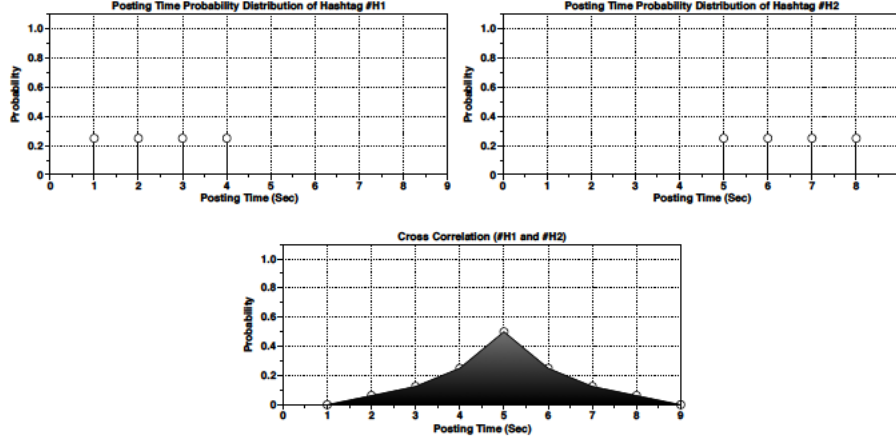 Posting Time Probability Distribution of Hashtag #H1
1.0
0.8
0.6
0.4
0.2
0
Probability
0 1 2 3 4 5 6 7 8 9
Posting Time (Sec)
Posting Time Probability Distribution of Hashtag #H2
1.0
0.8
0.6
0.4
0.2
0
Probability
0 1 2 3 4 5 6 7 8
Posting Time (Sec)
Cross Correlation (#H1 and #H2)
1.0
0.8
0.6
0.4
0.2
0
Probability
0 1 2 3 4 5 6 7 8 9
Posting Time (Sec)